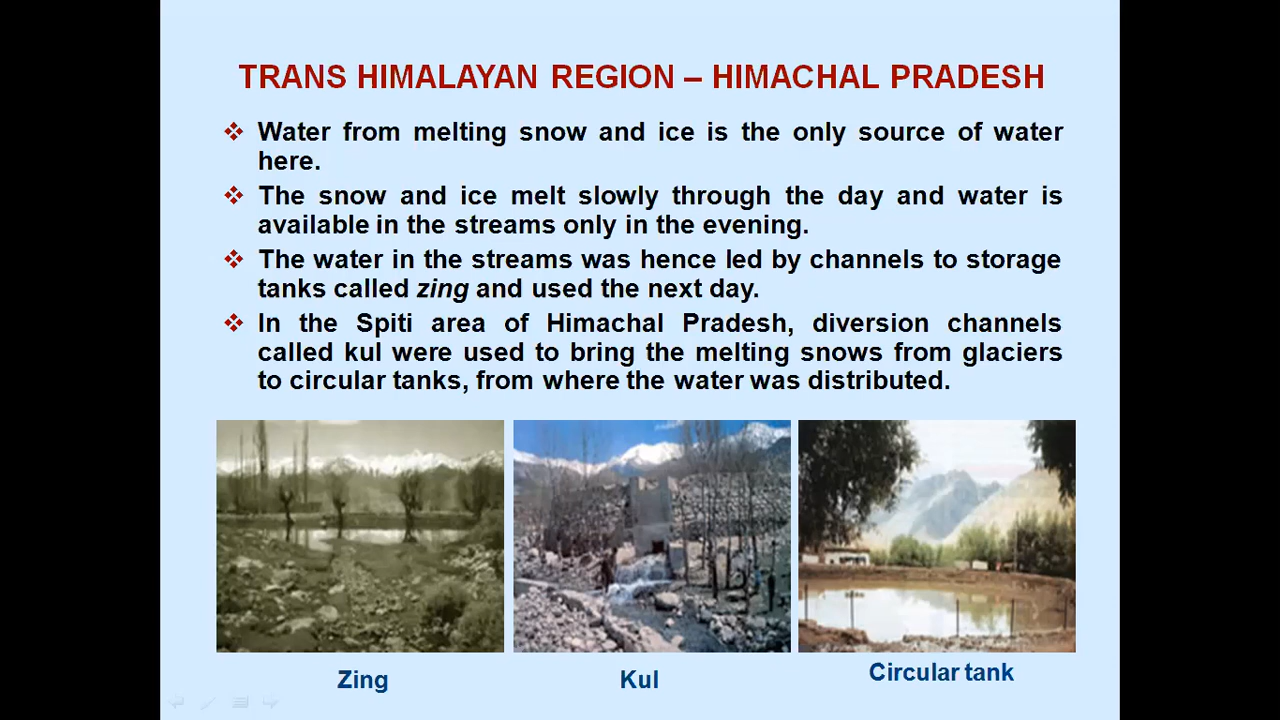 TRANS HIMALAYAN REGION – HIMACHAL PRADESH
❖ Water from melting snow and ice is the only source of water
here.
❖ The snow and ice melt slowly through the day and water is
available in the streams only in the evening.
❖ The water in the streams was hence led by channels to storage
tanks called zing and used the next day.
❖ In the Spiti area of Himachal Pradesh, diversion channels
called kul were used to bring the melting snows from glaciers
to circular tanks, from where the water was distributed.
Zing
Kul
Circular tank